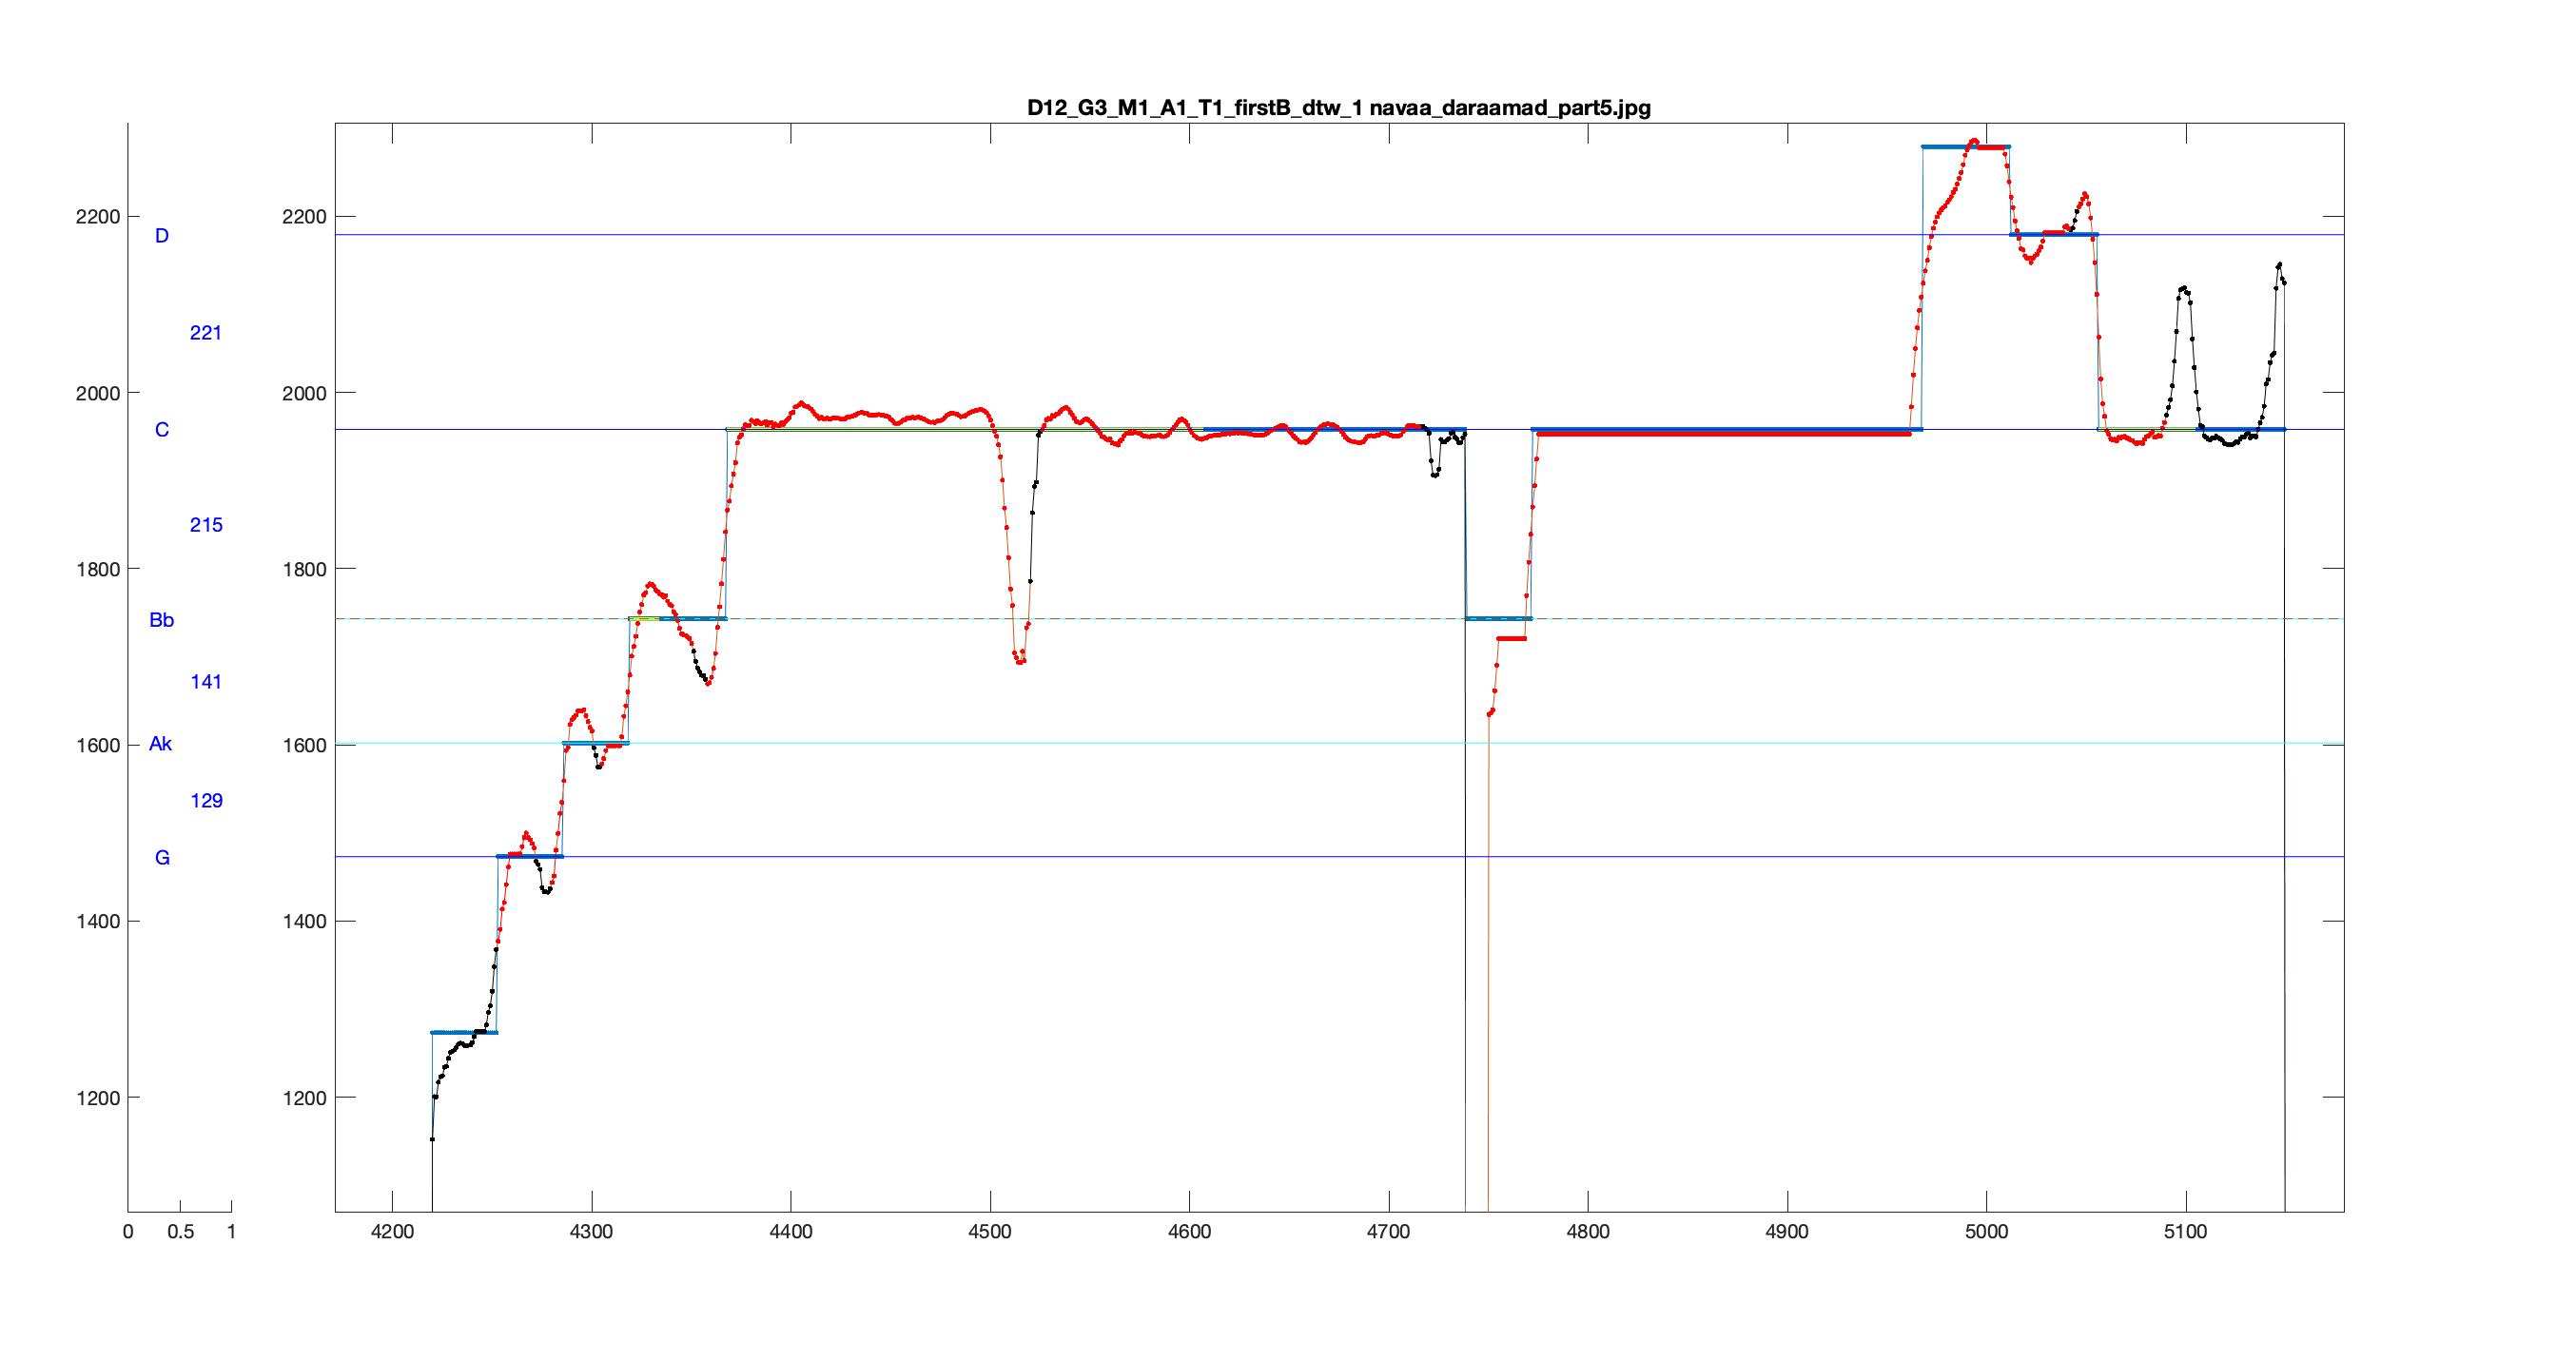 D12_G3_M1_A1_T1_firstB_dtw_1 navaa_daraamad_part5.jpg
2200 2200
D
221
2000 2000
C
215
1800 1800
Bb
141
1600 Ak 1600
129
G
1400 1400
1200 1200
0 0.5 1 4200 4300 4400 4500 4600 4700 4800 4900 5000 5100